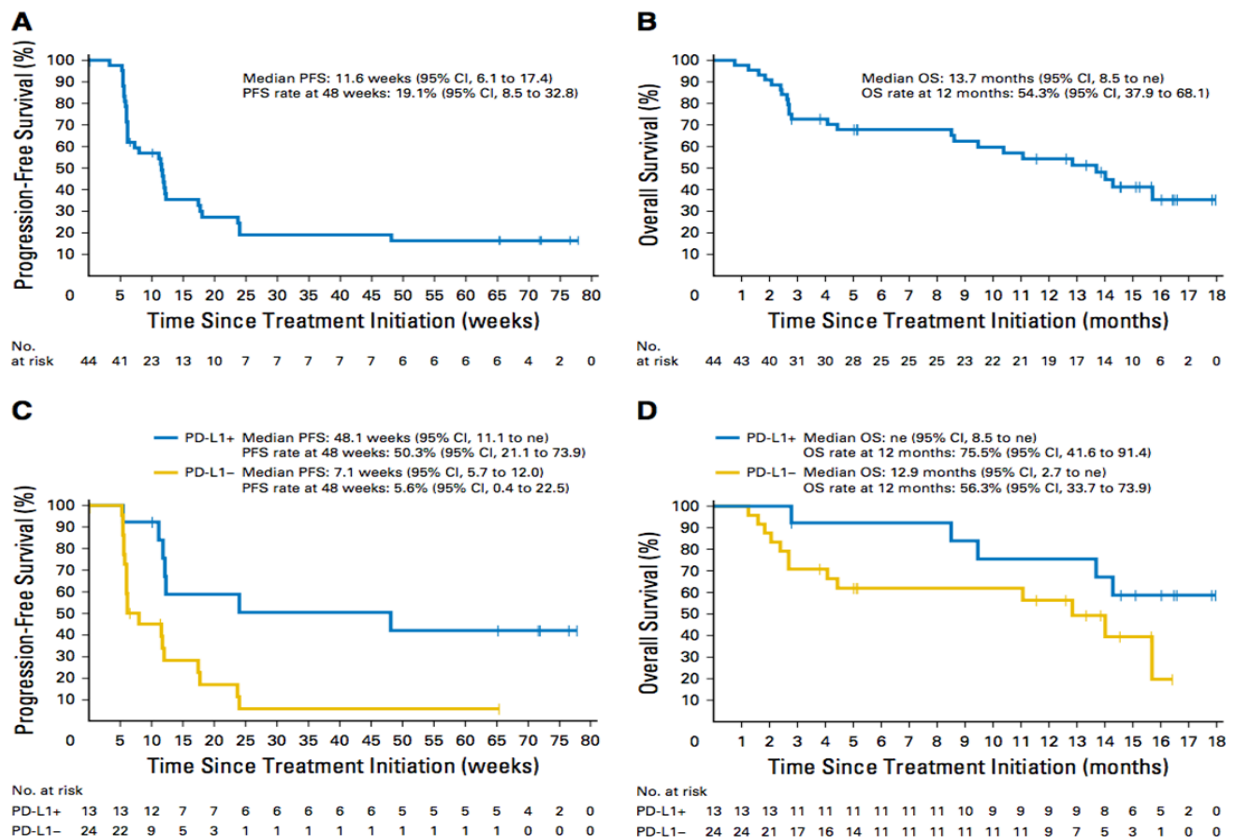 A
Progression-Free Survival (%)
100
90
80
70
60
50
40
30
20
10
Median PFS: 11.6 weeks (95% CI, 6.1 to 17.4)
PFS rate at 48 weeks: 19.1% (95% CI, 8.5 to 32.8)
0 5 10 15 20 25 30 35 40 45 50 55 60 65 70 75 80
Time Since Treatment Initiation (weeks)
No.
at risk 44 41 23 13 10 7 7 7 7 7 6 6 6 6 4 2 0
B
Overall Survival (%)
100
90
80
70
60
50
40
30
20
10
Median OS: 13.7 months (95% CI, 8.5 to ne)
OS rate at 12 months: 54.3% (95% CI, 37.9 to 68.1)
0 1 2 3 4 5 6 7 8 9 10 11 12 13 14 15 16 17 18
Time Since Treatment Initiation (months)
No.
at risk 44 43 40 31 30 28 25 25 25 23 22 21 19 17 14 10 6 2 0
C
PD-L1+ Median PFS: 48.1 weeks (95% CI, 11.1 to ne)
PFS rate at 48 weeks: 50.3% (95% CI, 21.1 to 73.9)
PD-L1– Median PFS: 7.1 weeks (95% CI, 5.7 to 12.0)
PFS rate at 48 weeks: 5.6% (95% CI, 0.4 to 22.5)
Progression-Free Survival (%)
100
90
80
70
60
50
40
30
20
10
0 5 10 15 20 25 30 35 40 45 50 55 60 65 70 75 80
Time Since Treatment Initiation (weeks)
No. at risk
PD-L1+ 13 13 12 7 7 6 6 6 6 6 5 5 5 5 4 2 0
PD-L1– 24 22 9 5 3 1 1 1 1 1 1 1 1 1 0 0 0
D
PD-L1+ Median OS: ne (95% CI, 8.5 to ne)
OS rate at 12 months: 75.5% (95% CI, 41.6 to 91.4)
PD-L1– Median OS: 12.9 months (95% CI, 2.7 to ne)
OS rate at 12 months: 56.3% (95% CI, 33.7 to 73.9)
Overall Survival (%)
100
90
80
70
60
50
40
30
20
10
0 1 2 3 4 5 6 7 8 9 10 11 12 13 14 15 16 17 18
Time Since Treatment Initiation (months)
No. at risk
PD-L1+ 13 13 13 11 11 11 11 11 11 10 9 9 9 9 8 6 5 2 0
PD-L1– 24 24 21 17 16 14 11 11 11 11 11 11 9 7 5 3 1 0 0